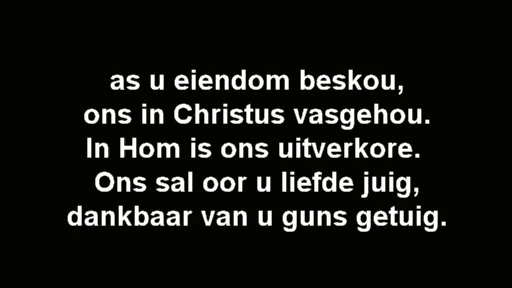 as u eiendom beskou,
ons in Christus vasgehou.
In Hom is ons uitverkore.
Ons sal oor u liefde juig,
dankbaar van u guns getuig.